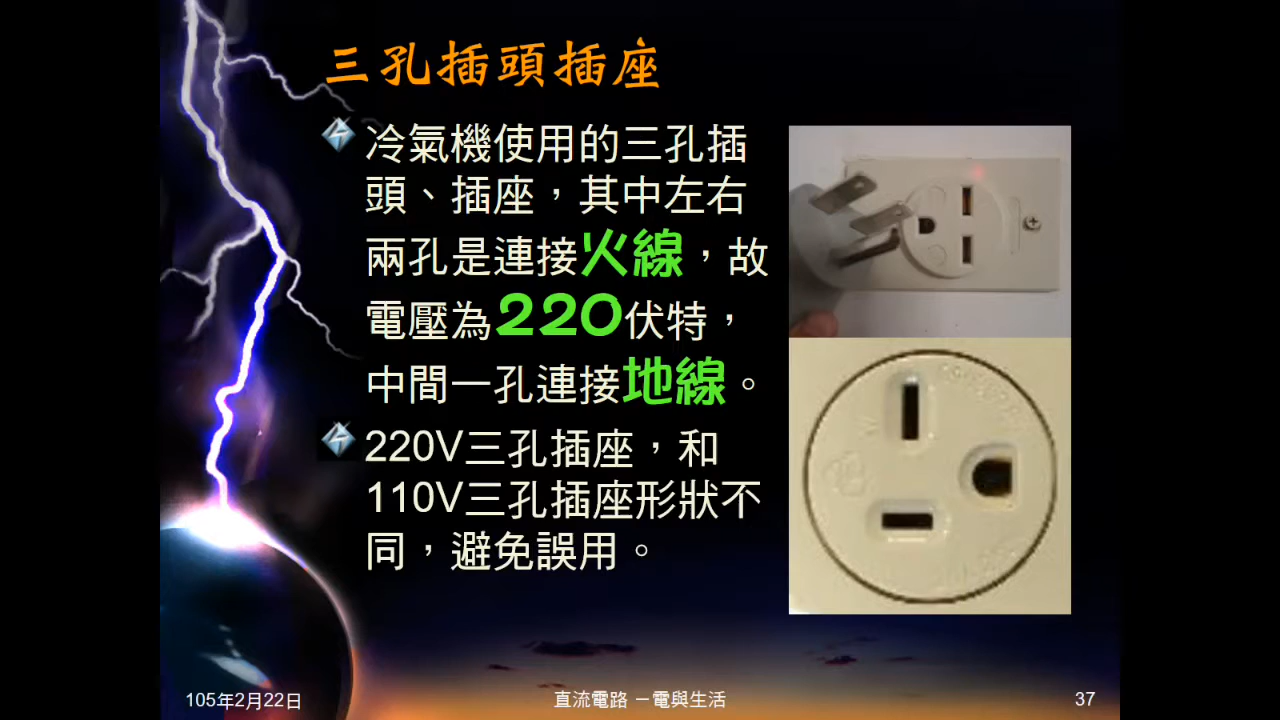 三孔插頭插座
冷氣機使用的三孔插
頭、插座，其中左右
兩孔是連接火線，故
電壓為220伏特，
中間一孔連接地線。
220V三孔插座，和
110V三孔插座形狀不
同，避免誤用。
105年2月22日
直流電路 －電與生活
37